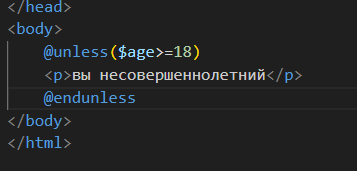 </head>
<body>
@unless($age>=18)
<p>вы несовершеннолетний</p>
@endunless
</body>
</html>